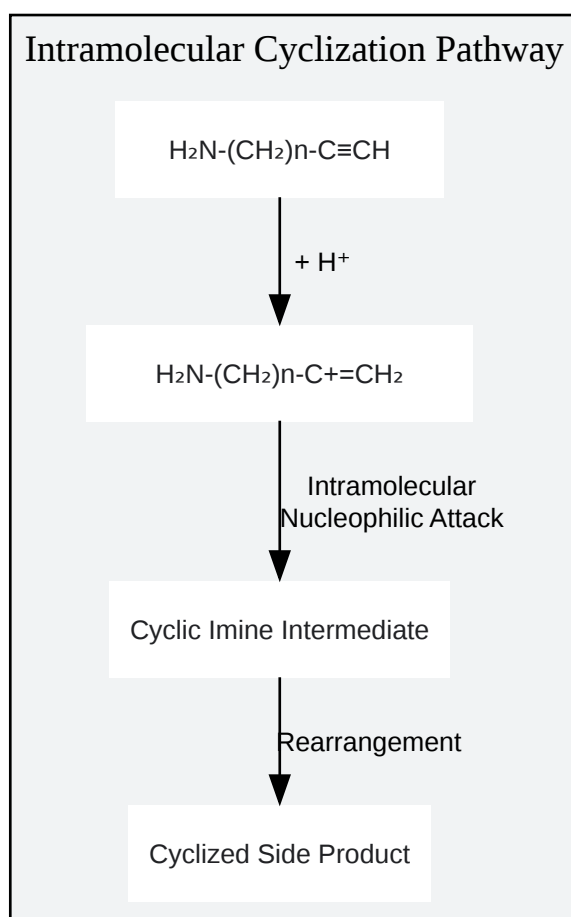 Intramolecular Cyclization Pathway
H₂N-(CH₂)n-C≡CH
+ H⁺
H₂N-(CH₂)n-C+=CH₂
Intramolecular
Nucleophilic Attack
Cyclic Imine Intermediate
Rearrangement
Cyclized Side Product